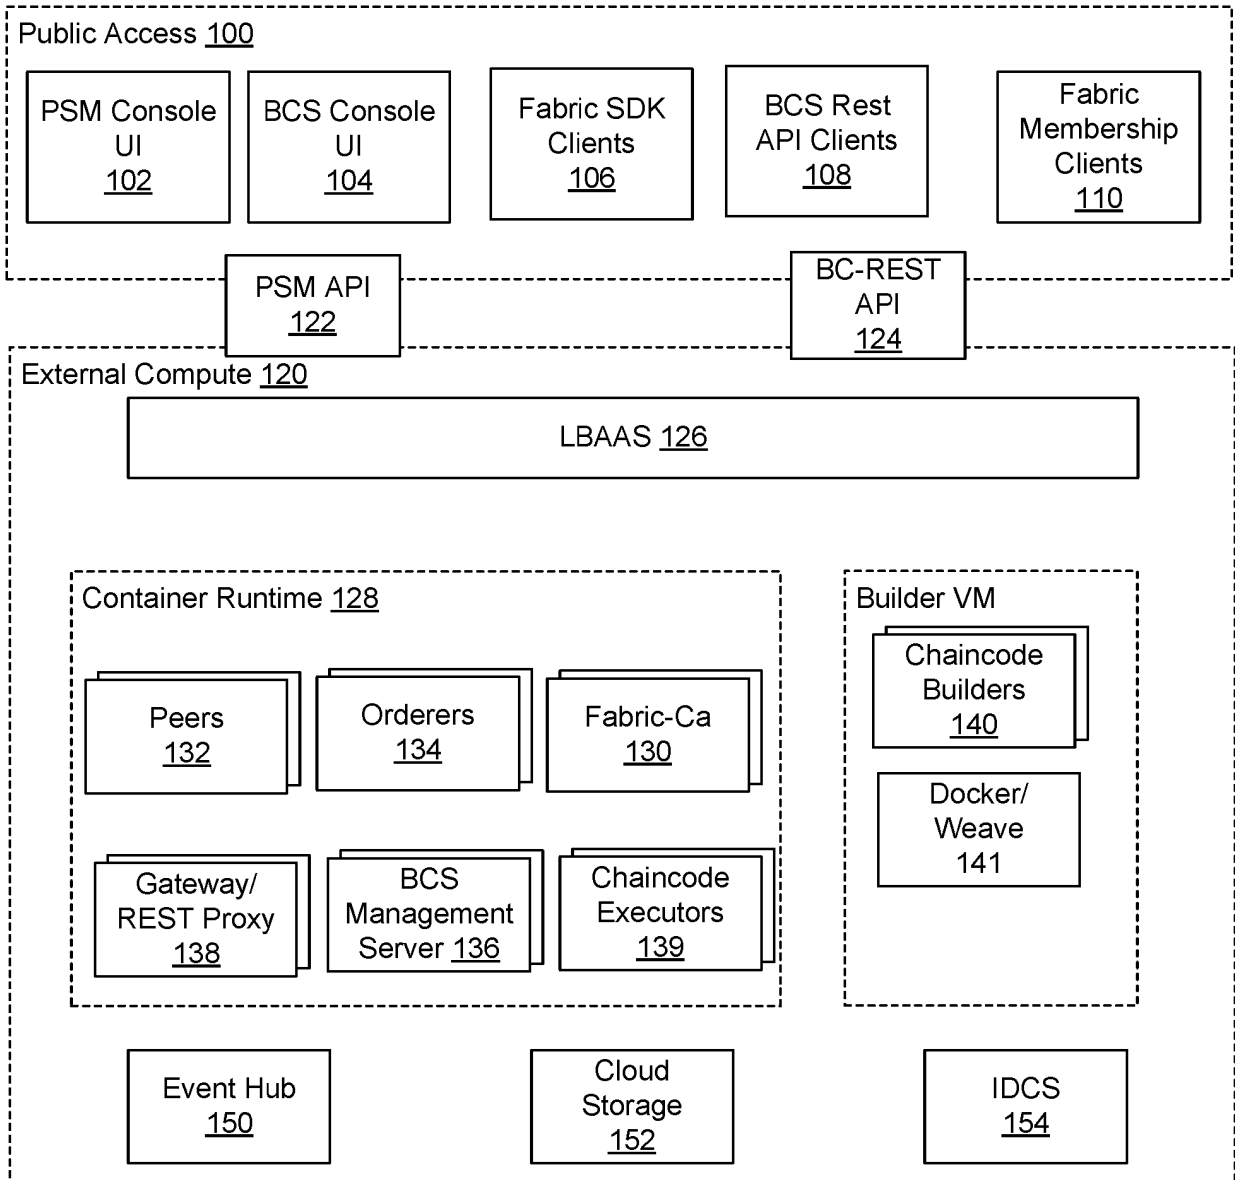 Public Access 100
PSM Console
UI
102
BCS Console
UI
104
Fabric SDK
Clients
106
BCS Rest
API Clients
108
Fabric
Membership
Clients
110
PSM API
122
BC-REST
API
124
External Compute 120
LBAAS 126
Container Runtime 128
Peers
132
Orderers
134
Fabric-Ca
130
Gateway/
REST Proxy
138
BCS
Management
Server 136
Chaincode
Executors
139
Builder VM
Chaincode
Builders
140
Docker/
Weave
141
Event Hub
150
Cloud
Storage
152
IDCS
154